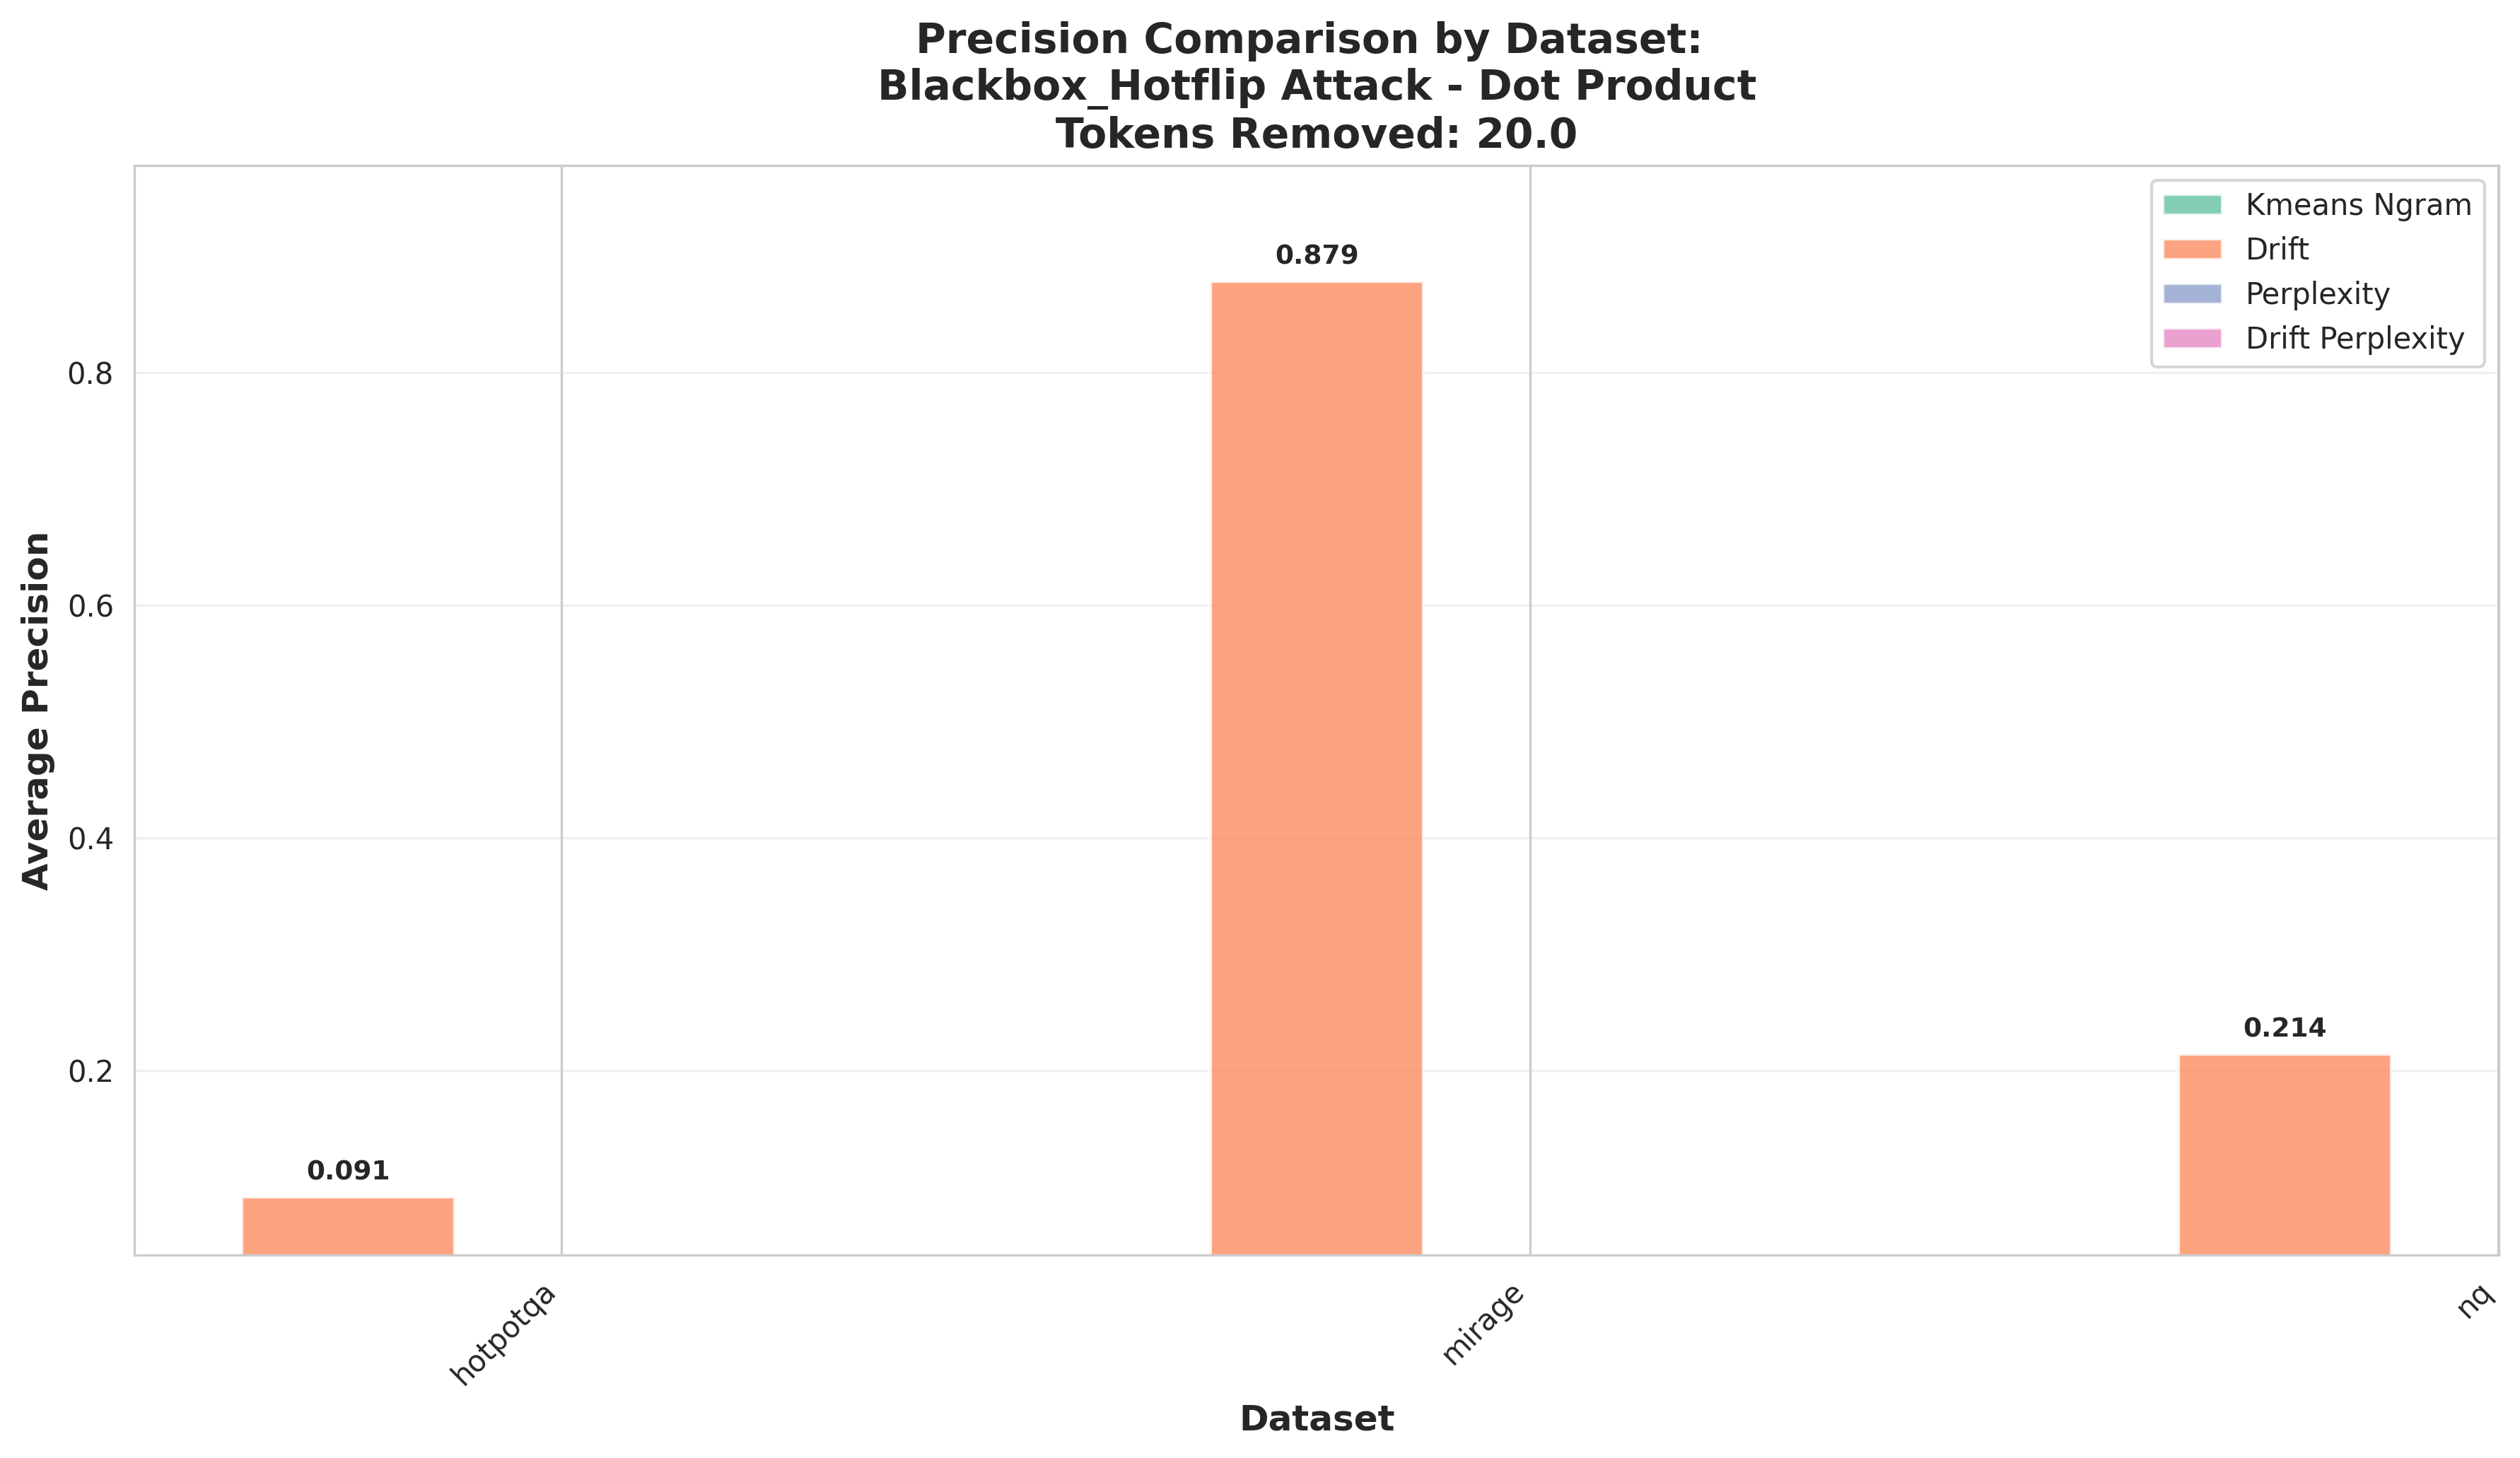 Precision Comparison by Dataset:
Blackbox_Hotflip Attack - Dot Product
Tokens Removed: 20.0
Kmeans Ngram
Drift
Perplexity
Drift Perplexity
Average Precision
0.8
0.6
0.4
0.2
0.091
0.879
0.214
hotpotqa
mirage
nq
Dataset